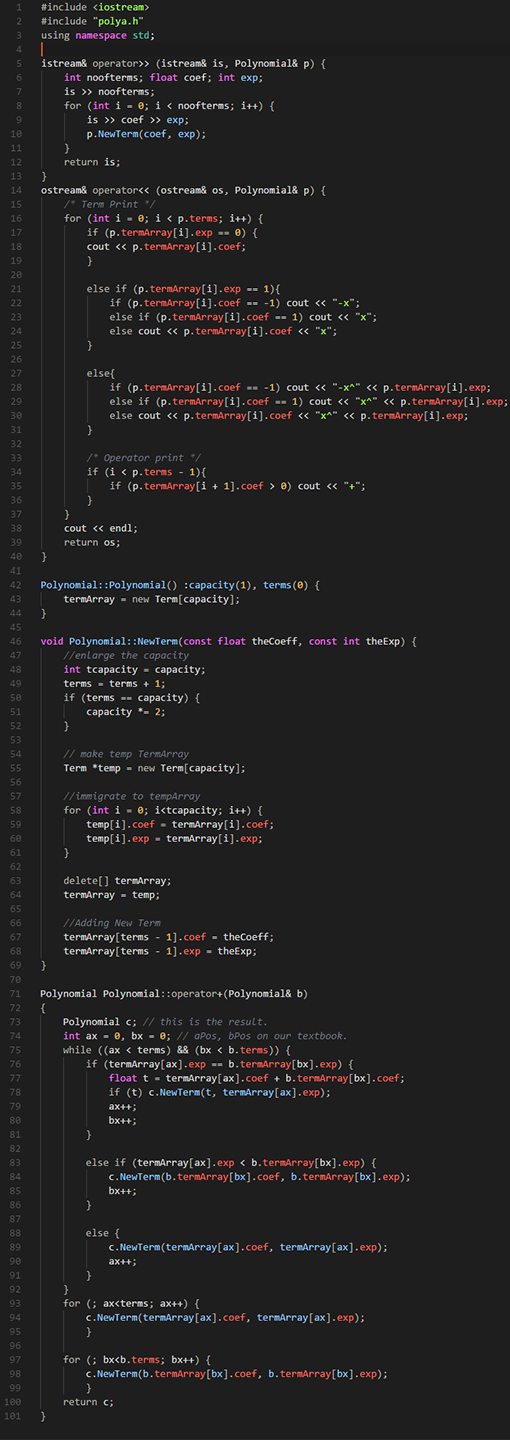 1 #include <iostream>
2 #include "polya.h"
3 using namespace std;
4
5 istream& operator>> (istream& is, Polynomial& p) {
6     int noofterms; float coef; int exp;
7     is >> noofterms;
8     for (int i = 0; i < noofterms; i++) {
9         is >> coef >> exp;
10         p.NewTerm(coef, exp);
11     }
12     return is;
13 }
14 ostream& operator<< (ostream& os, Polynomial& p) {
15     /* Term Print */
16     for (int i = 0; i < p.terms; i++) {
17         if (p.termArray[i].exp == 0) {
18         cout << p.termArray[i].coef;
19         }
20
21         else if (p.termArray[i].exp == 1){
22             if (p.termArray[i].coef == -1) cout << "-x";
23             else if (p.termArray[i].coef == 1) cout << "x";
24             else cout << p.termArray[i].coef << "x";
25         }
26
27         else{
28             if (p.termArray[i].coef == -1) cout << "-x^" << p.termArray[i].exp;
29             else if (p.termArray[i].coef == 1) cout << "x^" << p.termArray[i].exp;
30             else cout << p.termArray[i].coef << "x^" << p.termArray[i].exp;
31         }
32
33         /* Operator print */
34         if (i < p.terms - 1){
35             if (p.termArray[i + 1].coef > 0) cout << "+";
36         }
37     }
38     cout << endl;
39     return os;
40 }
41
42 Polynomial::Polynomial() :capacity(1), terms(0) {
43     termArray = new Term[capacity];
44 }
45
46 void Polynomial::NewTerm(const float theCoeff, const int theExp) {
47     //enlarge the capacity
48     int tcapacity = capacity;
49     terms = terms + 1;
50     if (terms == capacity) {
51         capacity *= 2;
52     }
53
54     // make temp TermArray
55     Term *temp = new Term[capacity];
56
57     //immigrate to tempArray
58     for (int i = 0; i<tcapacity; i++) {
59         temp[i].coef = termArray[i].coef;
60         temp[i].exp = termArray[i].exp;
61     }
62
63     delete[] termArray;
64     termArray = temp;
65
66     //Adding New Term
67     termArray[terms - 1].coef = theCoeff;
68     termArray[terms - 1].exp = theExp;
69 }
70
71 Polynomial Polynomial::operator+(Polynomial& b)
72 {
73     Polynomial c; // this is the result.
74     int ax = 0, bx = 0; // aPos, bPos on our textbook.
75     while ((ax < terms) && (bx < b.terms)) {
76         if (termArray[ax].exp == b.termArray[bx].exp) {
77             float t = termArray[ax].coef + b.termArray[bx].coef;
78             if (t) c.NewTerm(t, termArray[ax].exp);
79             ax++;
80             bx++;
81         }
82
83         else if (termArray[ax].exp < b.termArray[bx].exp) {
84             c.NewTerm(b.termArray[bx].coef, b.termArray[bx].exp);
85             bx++;
86         }
87
88         else {
89             c.NewTerm(termArray[ax].coef, termArray[ax].exp);
90             ax++;
91         }
92     }
93     for (; ax<terms; ax++) {
94         c.NewTerm(termArray[ax].coef, termArray[ax].exp);
95         }
96
97     for (; bx<b.terms; bx++) {
98         c.NewTerm(b.termArray[bx].coef, b.termArray[bx].exp);
99         }
100     return c;
101 }